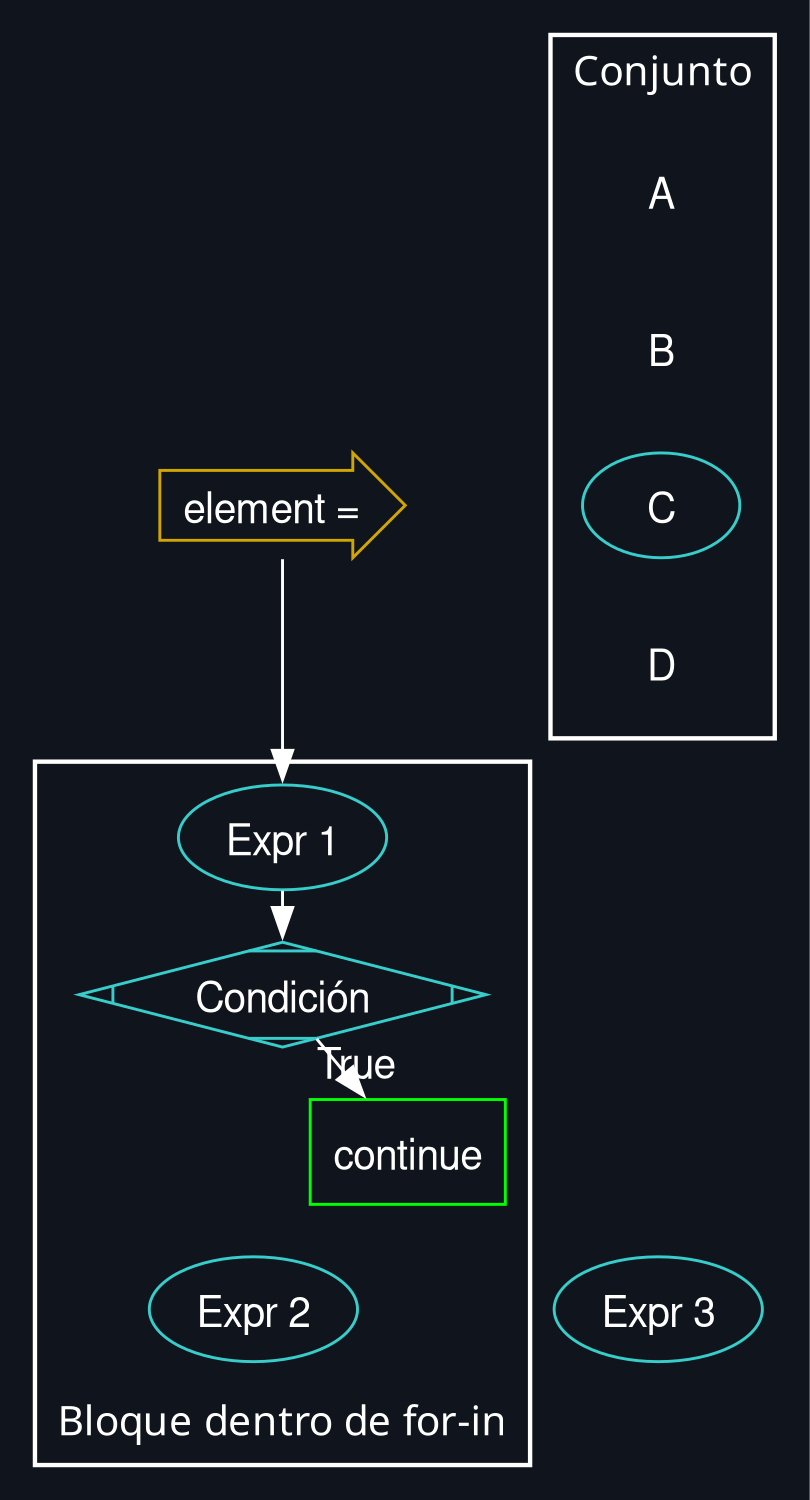 Conjunto
A
B
element =
C
D
Expr 1
Condición
True
continue
Expr 2
Expr 3
Bloque dentro de for-in